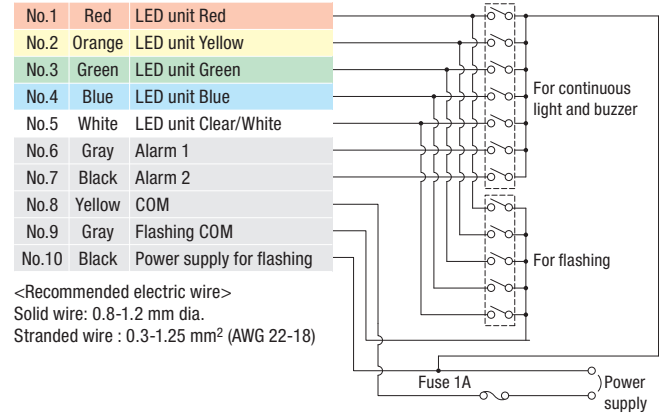 No.1 Red LED unit Red
No.2 Orange LED unit Yellow
No.3 Green LED unit Green
No.4 Blue LED unit Blue
No.5 White LED unit Clear/White
No.6 Gray Alarm 1
No.7 Black Alarm 2
No.8 Yellow COM
No.9 Gray Flashing COM
No.10 Black Power supply for flashing
<Recommended electric wire>
Solid wire: 0.8-1.2 mm dia.
Stranded wire : 0.3-1.25 mm² (AWG 22-18)
For continuous
light and buzzer
For flashing
Fuse 1A
Power
supply